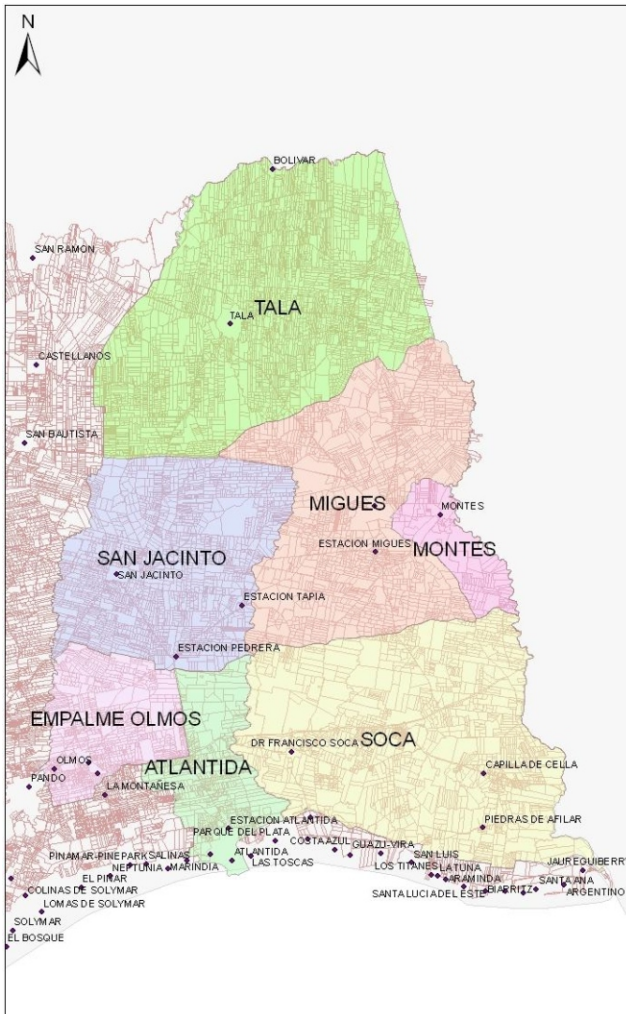 N
BOLIVAR
SAN RAMON
TALA
TALA
CASTELLANOS
SAN BAUTISTA
MIGUES
MONTES
ESTACION MIGUES
MONTES
SAN JACINTO
SAN JACINTO
ESTACION TAPIA
ESTACION PEDRERA
EMPALME OLMOS
DR FRANCISCO SOCA
SOCA
OLMOS
ATLANTIDA
CAPILLA DE CELLA
PANDO
LA MONTAÑESA
ESTACION ATLANTIDA
PIEDRAS DE AFILAR
PARQUE DEL PLATA
COSTA AZUL
GUAZU-VIRA
PINAMAR-PINEPARK
SALINAS
ATLANTIDA
LAS TOSCAS
SAN LUIS
NEPTUNIA
MARINDIA
LOS TITANES
LA TUNA
JAUREGUIBERRY
EL PINAR
ARAMINDA
COLINAS DE SOLYMAR
SANTA LUCIA DEL ESTE
BIARRITZ
SANTA ANA
ARGENTINO
LOMAS DE SOLYMAR
SOLYMAR
EL BOSQUE